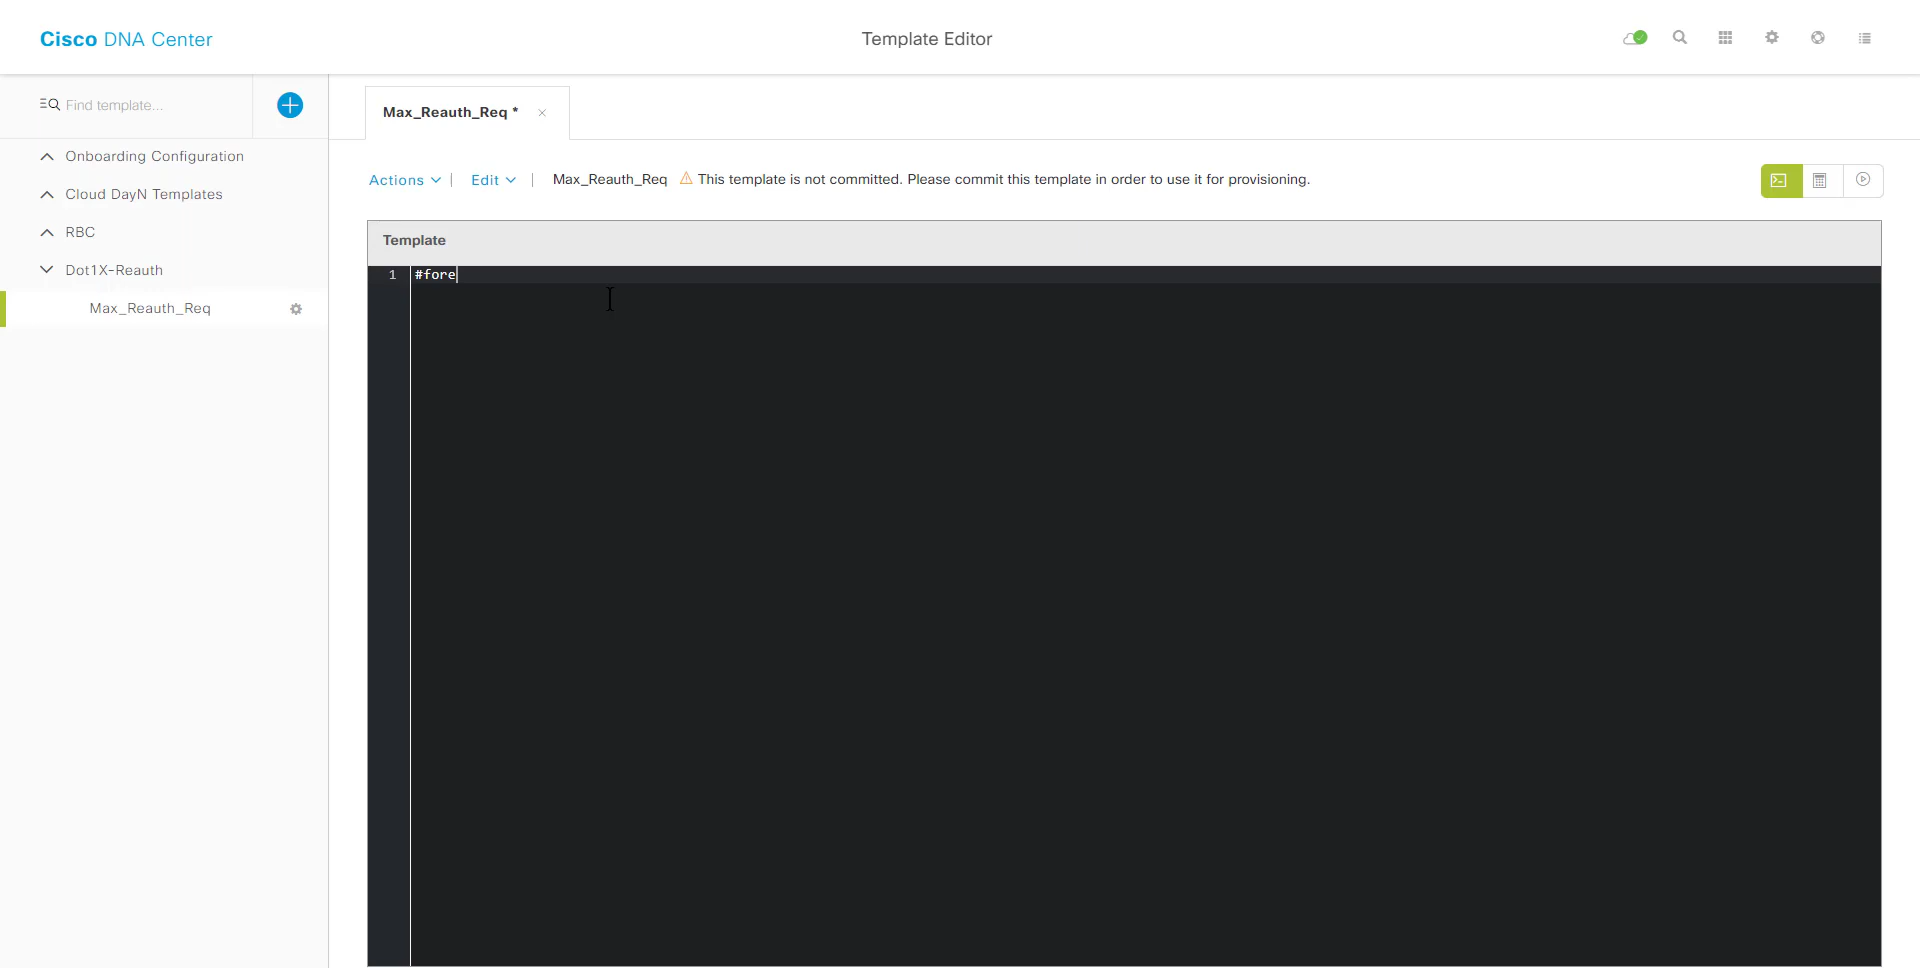 Cisco DNA Center
Template Editor
Find template...
Max_Reauth_Req *
Onboarding Configuration
Cloud DayN Templates
RBC
Dot1X-Reauth
Max_Reauth_Req
Actions | Edit | Max_Reauth_Req This template is not committed. Please commit this template in order to use it for provisioning.
Template
1 #fore